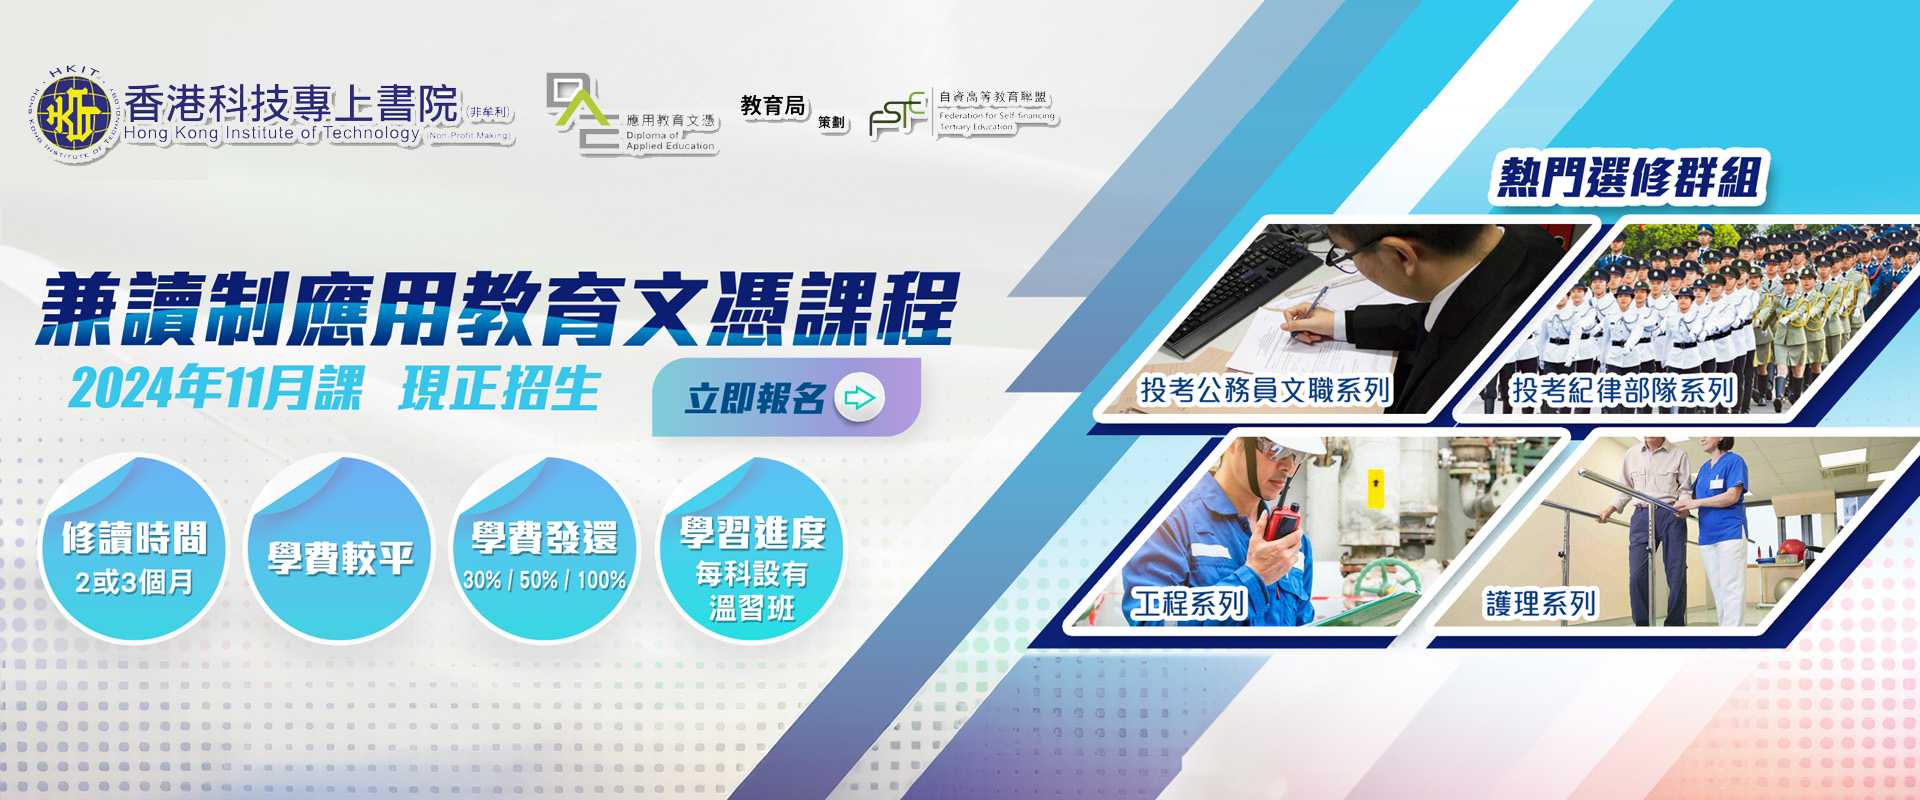 HKIT
HONG KONG INSTITUTE OF TECHNOLOGY
香港科技專上書院 (非牟利)
Hong Kong Institute of Technology (Non-Profit Making)
DAE
應用教育文憑
Diploma of
Applied Education
教育局
策劃
FSTE
自資高等教育聯盟
Federation for Self-financing
Tertiary Education
兼讀制應用教育文憑課程
2024年11月課 現正招生
立即報名
修讀時間
2或3個月
學費較平
學費發還
30% / 50% / 100%
學習進度
每科設有
溫習班
熱門選修群組
投考公務員文職系列
投考紀律部隊系列
工程系列
護理系列